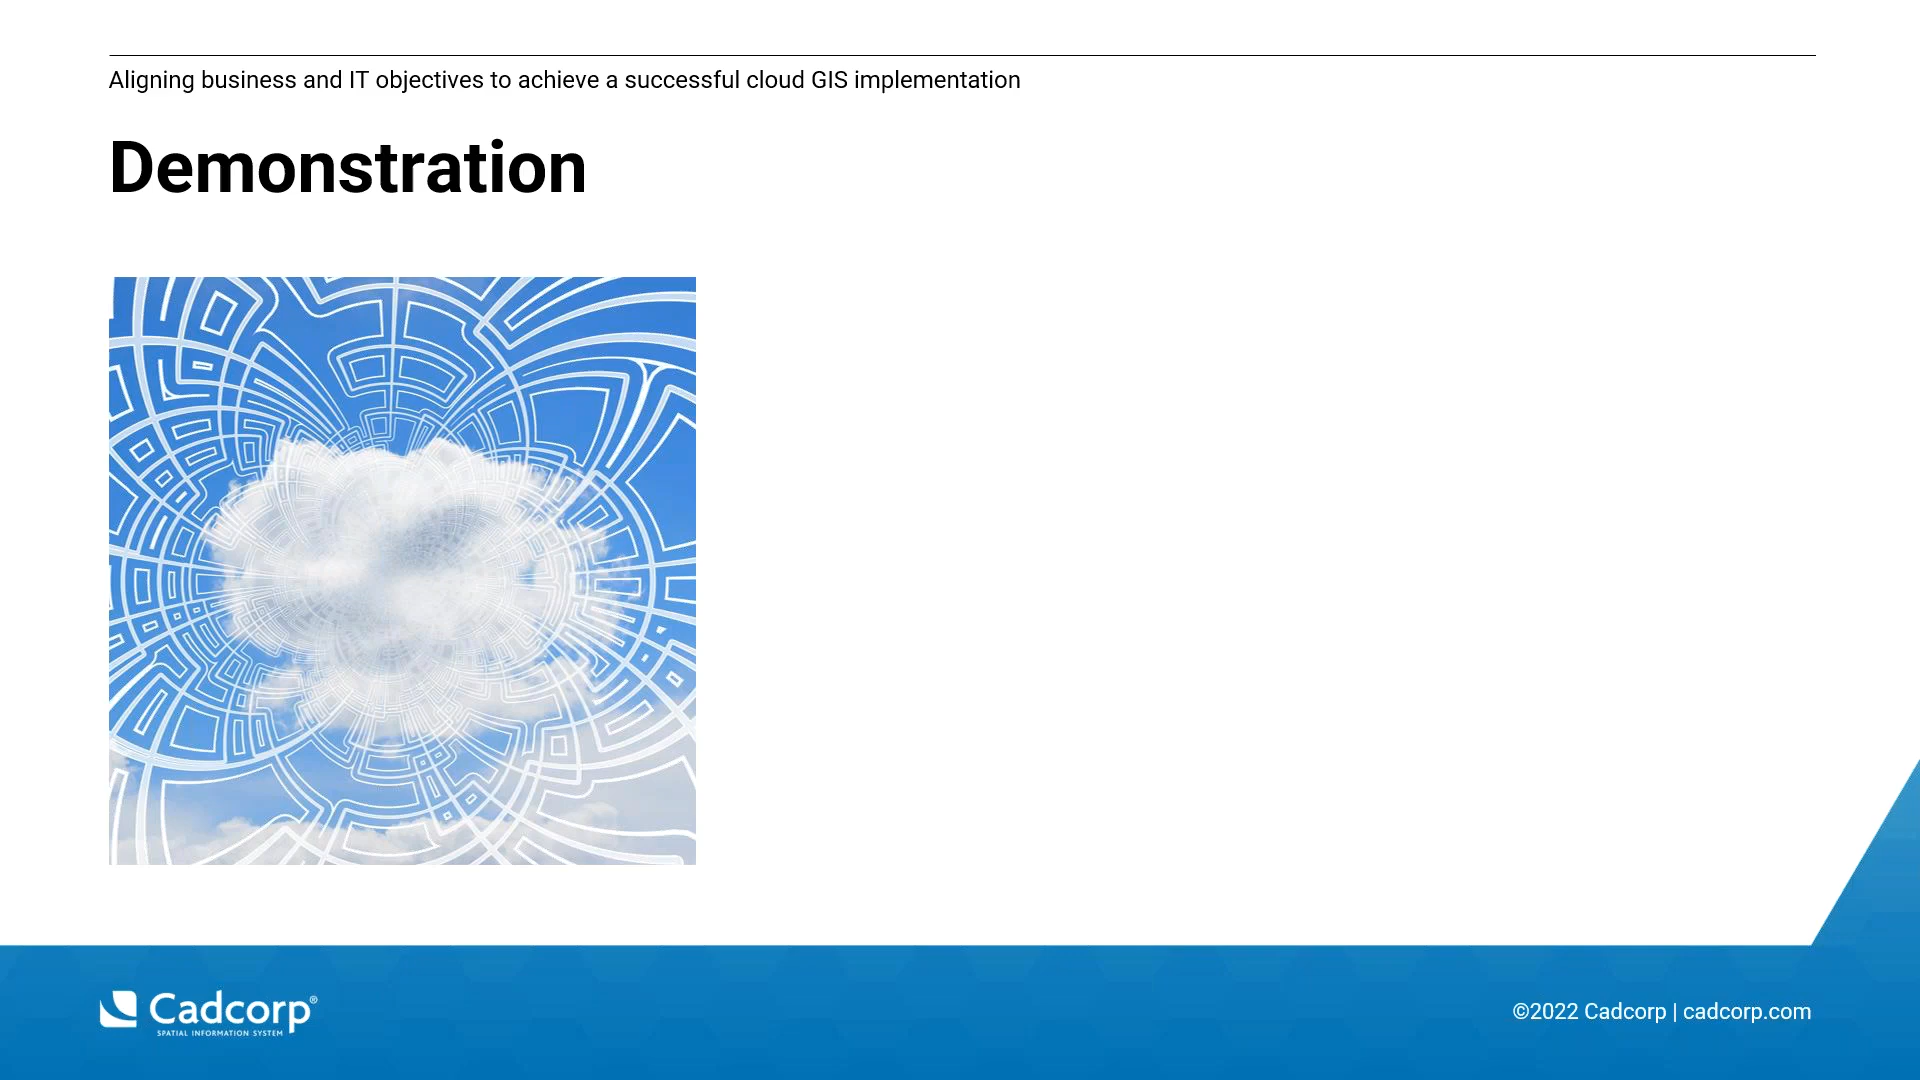 Aligning business and IT objectives to achieve a successful cloud GIS implementation
Demonstration
Cadcorp®
SPATIAL INFORMATION SYSTEM
©2022 Cadcorp | cadcorp.com